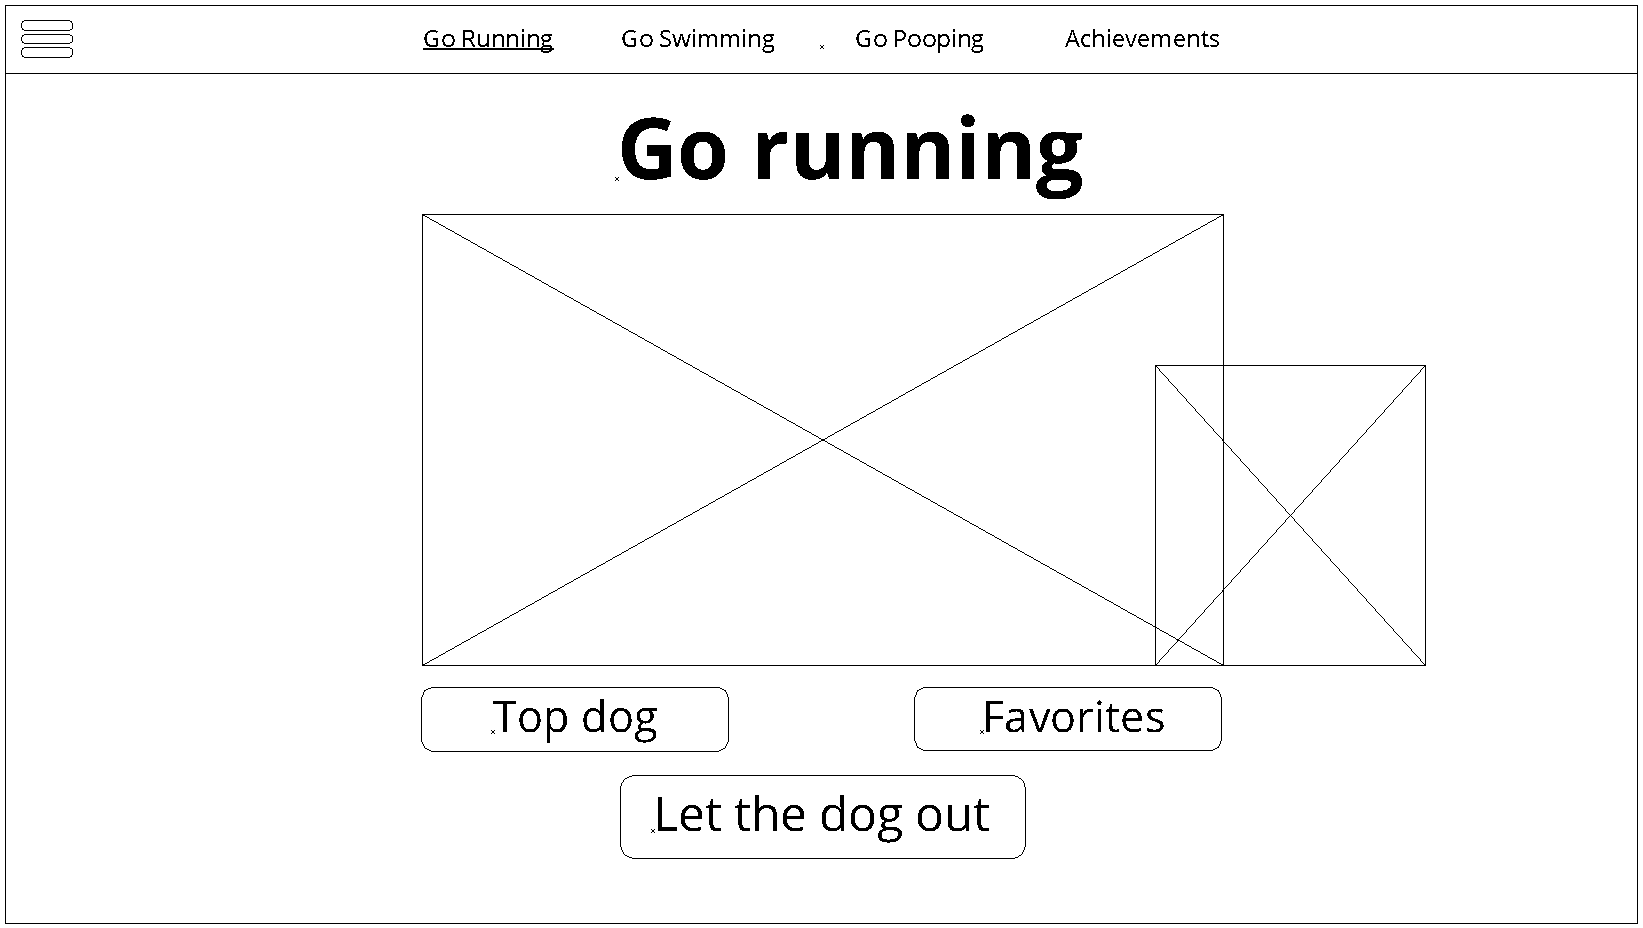 Go Running Go Swimming Go Pooping Achievements
Go running
Top dog Favorites
Let the dog out